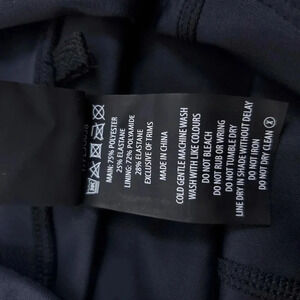 MAIN: 75% POLYESTER
25% ELASTANE
LINING: 72% POLYAMIDE
28% ELASTANE
EXCLUSIVE OF TRIMS
MADE IN CHINA
COLD GENTLE MACHINE WASH
WASH WITH LIKE COLOURS
DO NOT BLEACH
DO NOT RUB OR WRING
DO NOT TUMBLE DRY
LINE DRY IN SHADE WITHOUT DELAY
DO NOT IRON
DO NOT DRY CLEAN